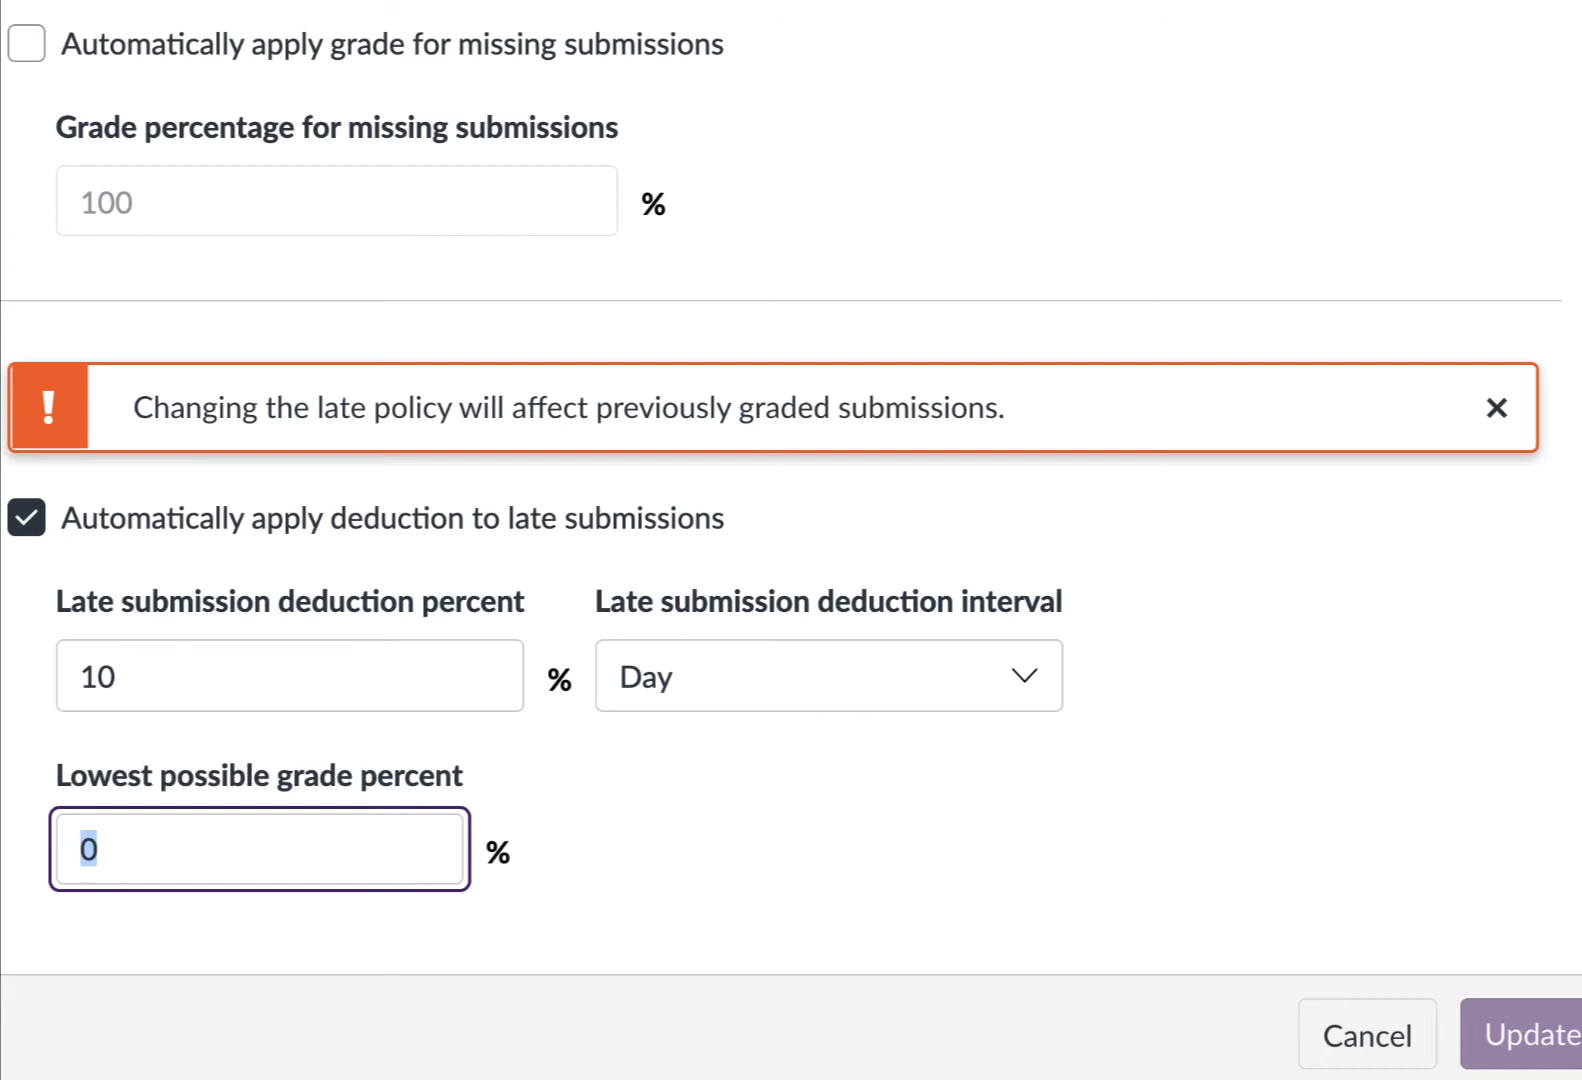 Automatically apply grade for missing submissions
Grade percentage for missing submissions
100 %
! Changing the late policy will affect previously graded submissions. ×
Automatically apply deduction to late submissions
Late submission deduction percent Late submission deduction interval
10 % Day
Lowest possible grade percent
0 %
Cancel Update